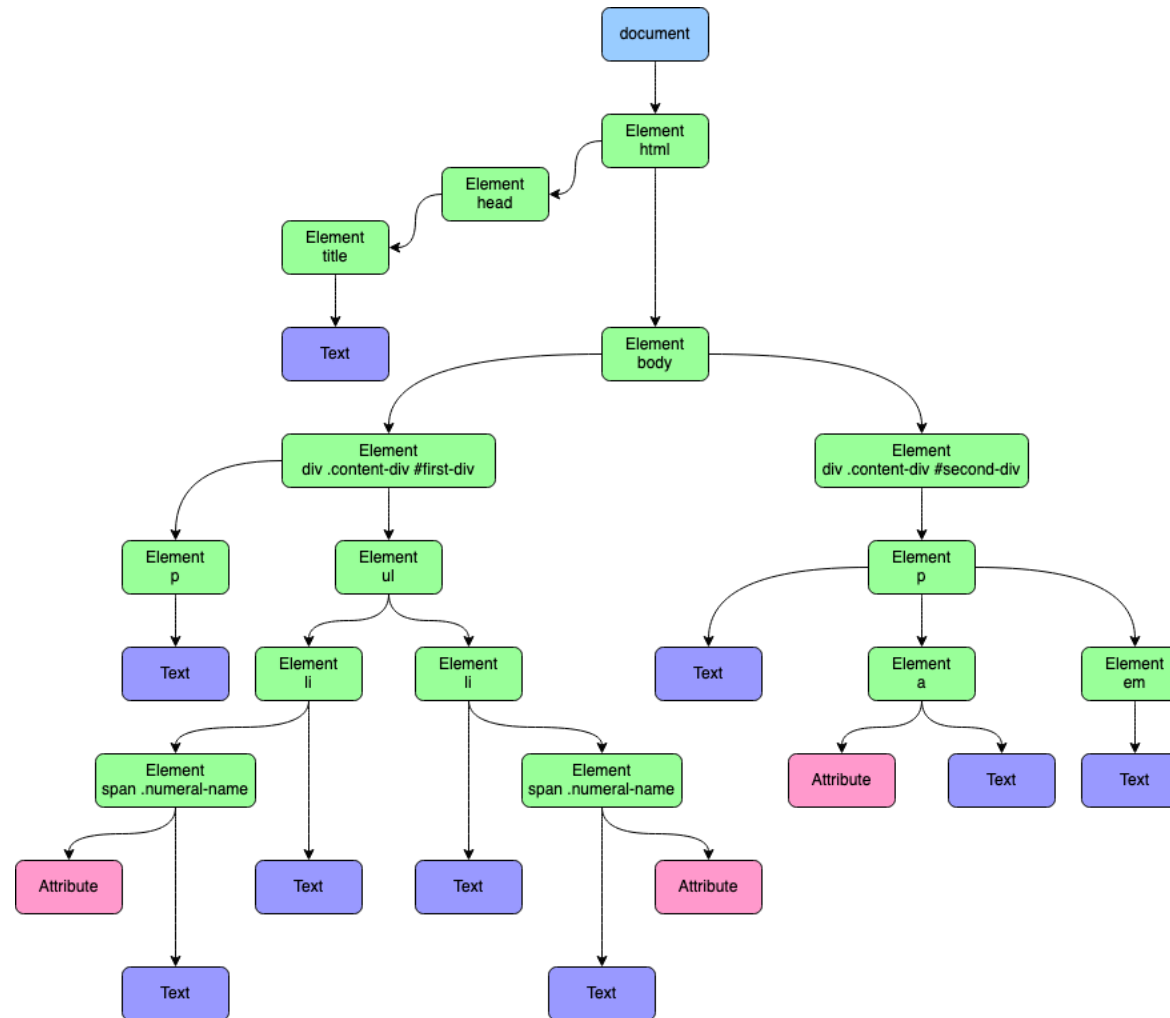 document
Element
html
Element
head
Element
title
Text
Element
body
Element
div .content-div #first-div
Element
div .content-div #second-div
Element
p
Element
ul
Element
p
Text
Element
li
Element
li
Text
Element
a
Element
em
Element
span .numeral-name
Element
span .numeral-name
Attribute
Text
Text
Attribute
Text
Text
Attribute
Text
Text